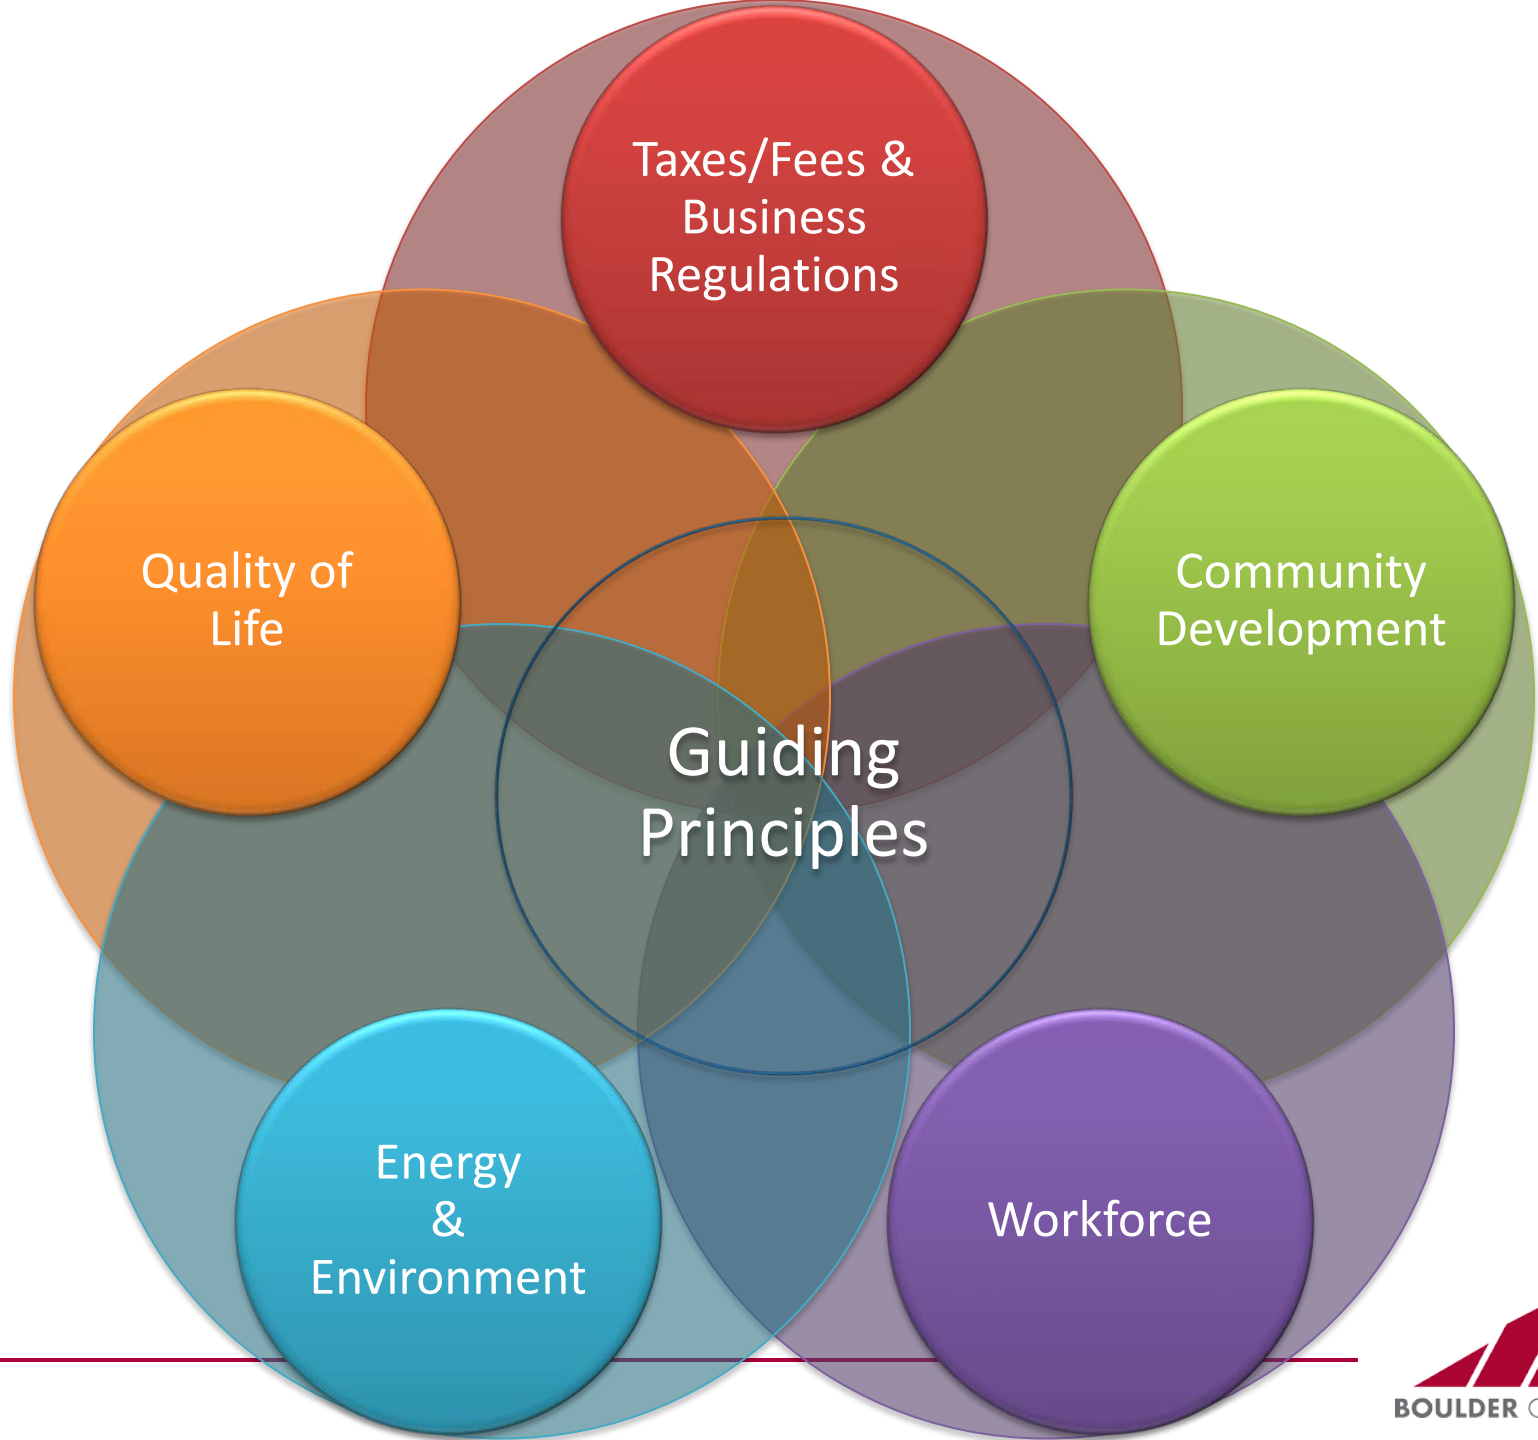 Taxes/Fees &
Business
Regulations
Quality of
Life
Community
Development
Guiding
Principles
Energy
&
Environment
Workforce
BOULDER